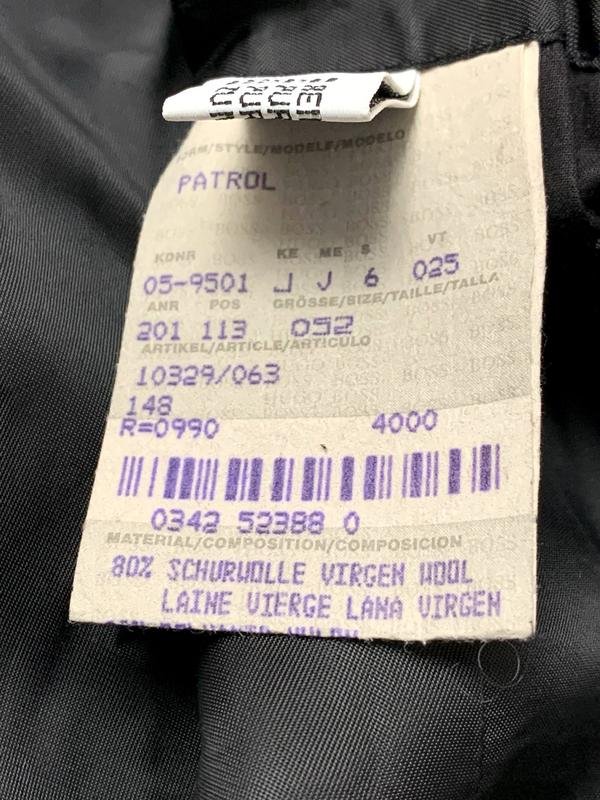 FORM/STYLE/MODELE/MODELO
PATROL
KDNR KE ME S VT
05-9501 J J 6 025
ANR POS GRÖSSE/SIZE/TAILLE/TALLA
201 113 052
ARTIKEL/ARTICLE/ARTICULO
10329/063
148
R=0990 4000
0342 52388 0
MATERIAL/COMPOSITION/COMPOSICION
80% SCHURWOLLE VIRGEN WOOL
LAINE VIERGE LANA VIRGEN